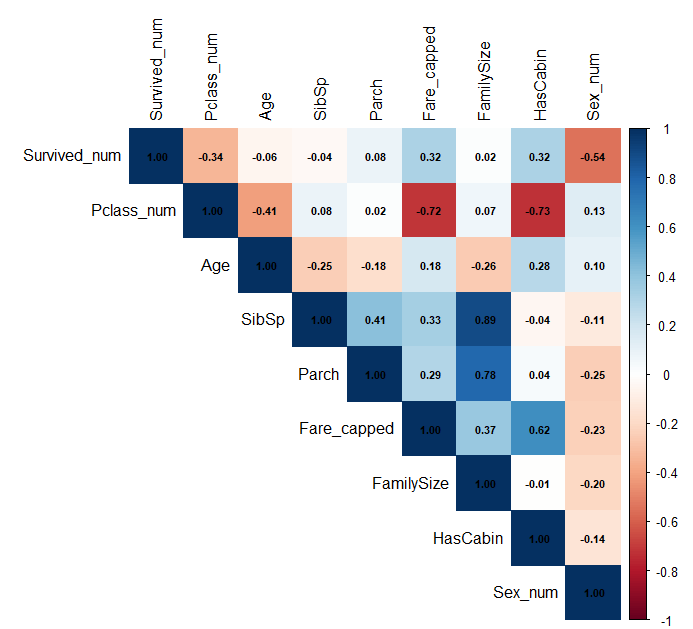 Survived_num Pclass_num Age SibSp Parch Fare_capped FamilySize HasCabin Sex_num
Survived_num 1.00 -0.34 -0.06 -0.04 0.08 0.32 0.02 0.32 -0.54
Pclass_num 1.00 -0.41 0.08 0.02 -0.72 0.07 -0.73 0.13
Age 1.00 -0.25 -0.18 0.18 -0.26 0.28 0.10
SibSp 1.00 0.41 0.33 0.89 -0.04 -0.11
Parch 1.00 0.29 0.78 0.04 -0.25
Fare_capped 1.00 0.37 0.62 -0.23
FamilySize 1.00 -0.01 -0.20
HasCabin 1.00 -0.14
Sex_num 1.00
1
0.8
0.6
0.4
0.2
0
-0.2
-0.4
-0.6
-0.8
-1